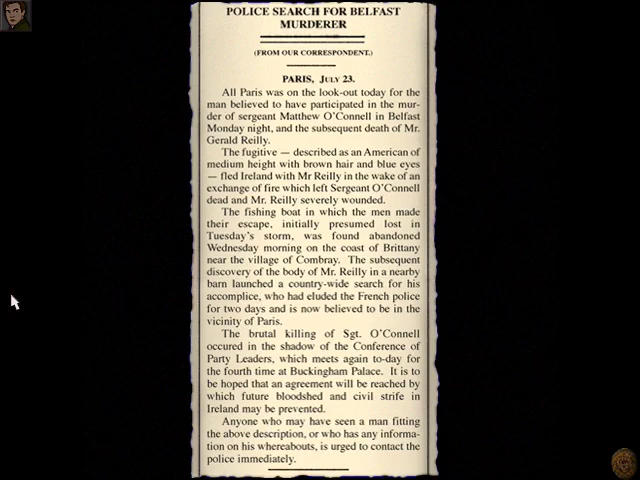 POLICE SEARCH FOR BELFAST
MURDERER
(FROM OUR CORRESPONDENT.)
PARIS, JULY 23.
All Paris was on the look-out today for the
man believed to have participated in the mur-
der of sergeant Matthew O'Connell in Belfast
Monday night, and the subsequent death of Mr.
Gerald Reilly.
The fugitive — described as an American of
medium height with brown hair and blue eyes
— fled Ireland with Mr Reilly in the wake of an
exchange of fire which left Sergeant O'Connell
dead and Mr. Reilly severely wounded.
The fishing boat in which the men made
their escape, initially presumed lost in
Tuesday's storm, was found abandoned
Wednesday morning on the coast of Brittany
near the village of Combray. The subsequent
discovery of the body of Mr. Reilly in a nearby
barn launched a country-wide search for his
accomplice, who had eluded the French police
for two days and is now believed to be in the
vicinity of Paris.
The brutal killing of Sgt. O'Connell
occured in the shadow of the Conference of
Party Leaders, which meets again to-day for
the fourth time at Buckingham Palace. It is to
be hoped that an agreement will be reached by
which future bloodshed and civil strife in
Ireland may be prevented.
Anyone who may have seen a man fitting
the above description, or who has any informa-
tion on his whereabouts, is urged to contact the
police immediately.